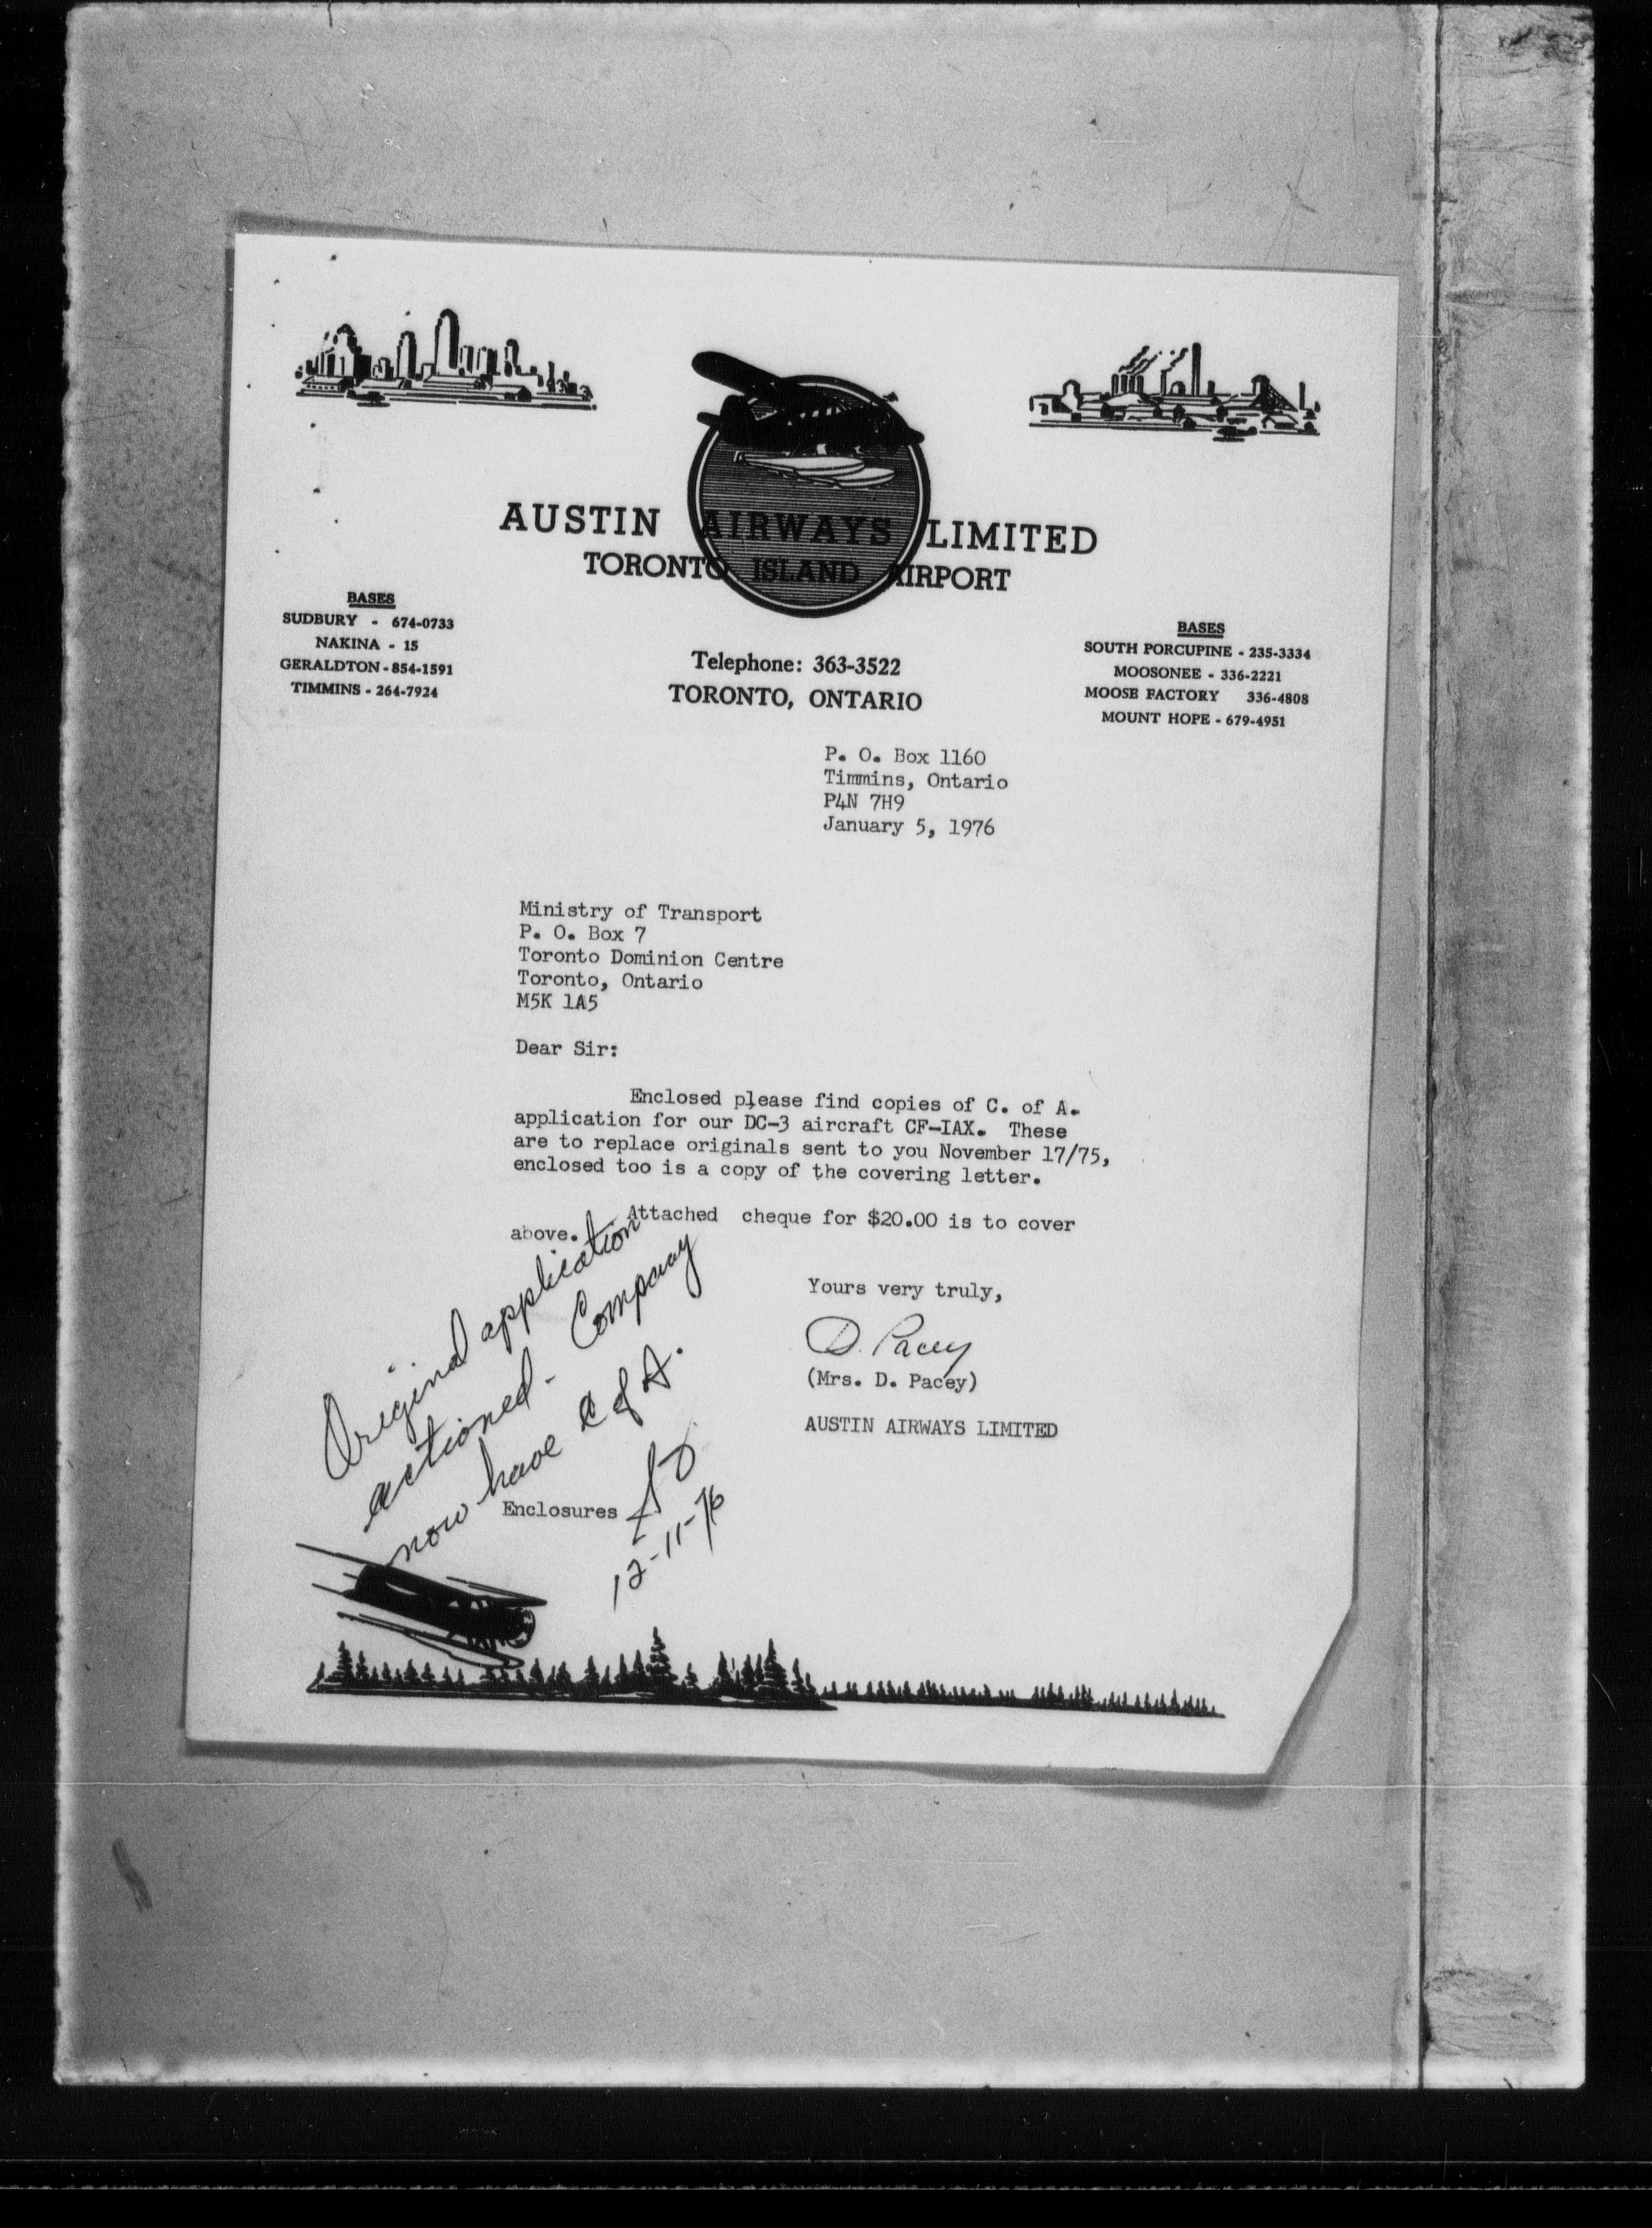 AUSTIN AIRWAYS LIMITED
TORONTO ISLAND AIRPORT
BASES
SUDBURY - 674-0733
NAKINA - 15
GERALDTON - 854-1591
TIMMINS - 264-7924
Telephone: 363-3522
TORONTO, ONTARIO
BASES
SOUTH PORCUPINE - 235-3334
MOOSONEE - 336-2221
MOOSE FACTORY 336-4808
MOUNT HOPE - 679-4951
P. O. Box 1160
Timmins, Ontario
P4N 7H9
January 5, 1976
Ministry of Transport
P. O. Box 7
Toronto Dominion Centre
Toronto, Ontario
M5K 1A5
Dear Sir:
Enclosed please find copies of C. of A.
application for our DC-3 aircraft CF-IAX. These
are to replace originals sent to you November 17/75,
enclosed too is a copy of the covering letter.
Attached cheque for $20.00 is to cover
above.
Yours very truly,
D. Pacey
(Mrs. D. Pacey)
AUSTIN AIRWAYS LIMITED
Original application
actioned - Company
now have C of A.
12-11-76
Enclosures